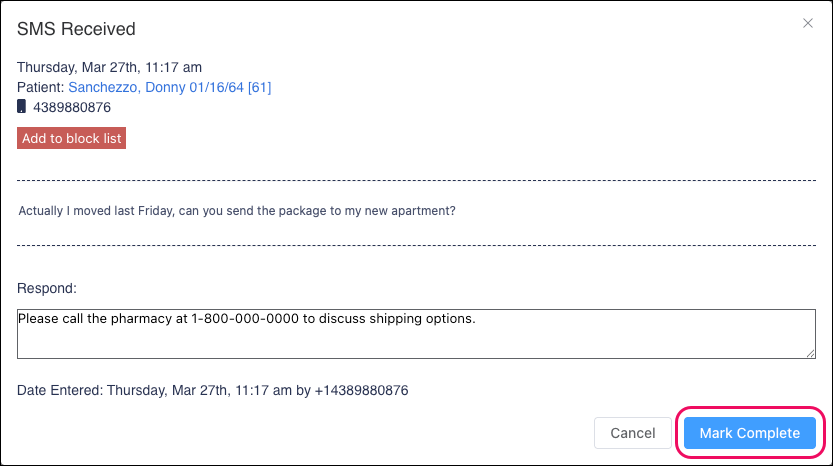 SMS Received
Thursday, Mar 27th, 11:17 am
Patient: Sanchezzo, Donny 01/16/64 [61]
4389880876
Add to block list
Actually I moved last Friday, can you send the package to my new apartment?
Respond:
Please call the pharmacy at 1-800-000-0000 to discuss shipping options.
Date Entered: Thursday, Mar 27th, 11:17 am by +14389880876
Cancel Mark Complete